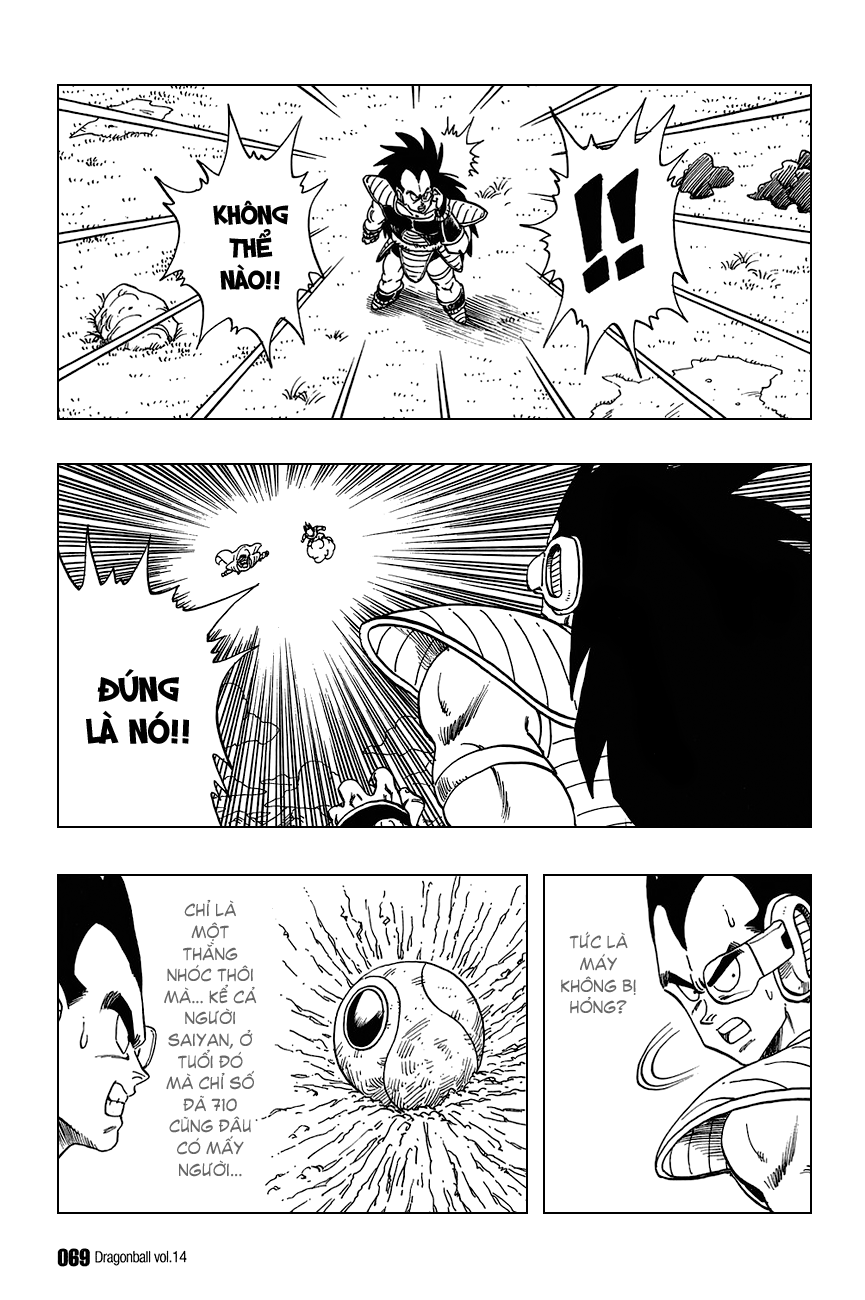 !!
KHÔNG
THỂ
NÀO!!
ĐÚNG
LÀ NÓ!!
TỨC LÀ
MÁY
KHÔNG BỊ
HỎNG?
CHỈ LÀ
MỘT
THẰNG
NHÓC THÔI
MÀ... KỂ CẢ
NGƯỜI
SAIYAN, Ở
TUỔI ĐÓ
MÀ CHỈ SỐ
ĐÃ 710
CŨNG ĐÂU
CÓ MẤY
NGƯỜI...
069 Dragonball vol.14